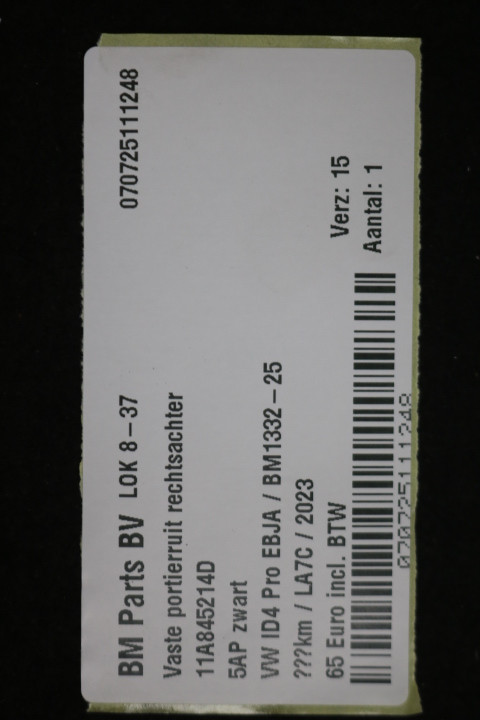 BM Parts BV LOK 8-37 070725111248
Vaste portierruit rechtsachter
11A845214D
5AP zwart
VW ID4 Pro EBJA / BM1332-25
???km / LA7C / 2023 Verz: 15
65 Euro incl. BTW Aantal: 1
070725111248